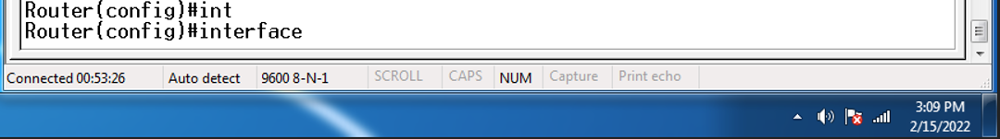 Router(config)#int
Router(config)#interface
Connected 00:53:26 Auto detect 9600 8-N-1 SCROLL CAPS NUM Capture Print echo
3:09 PM
2/15/2022